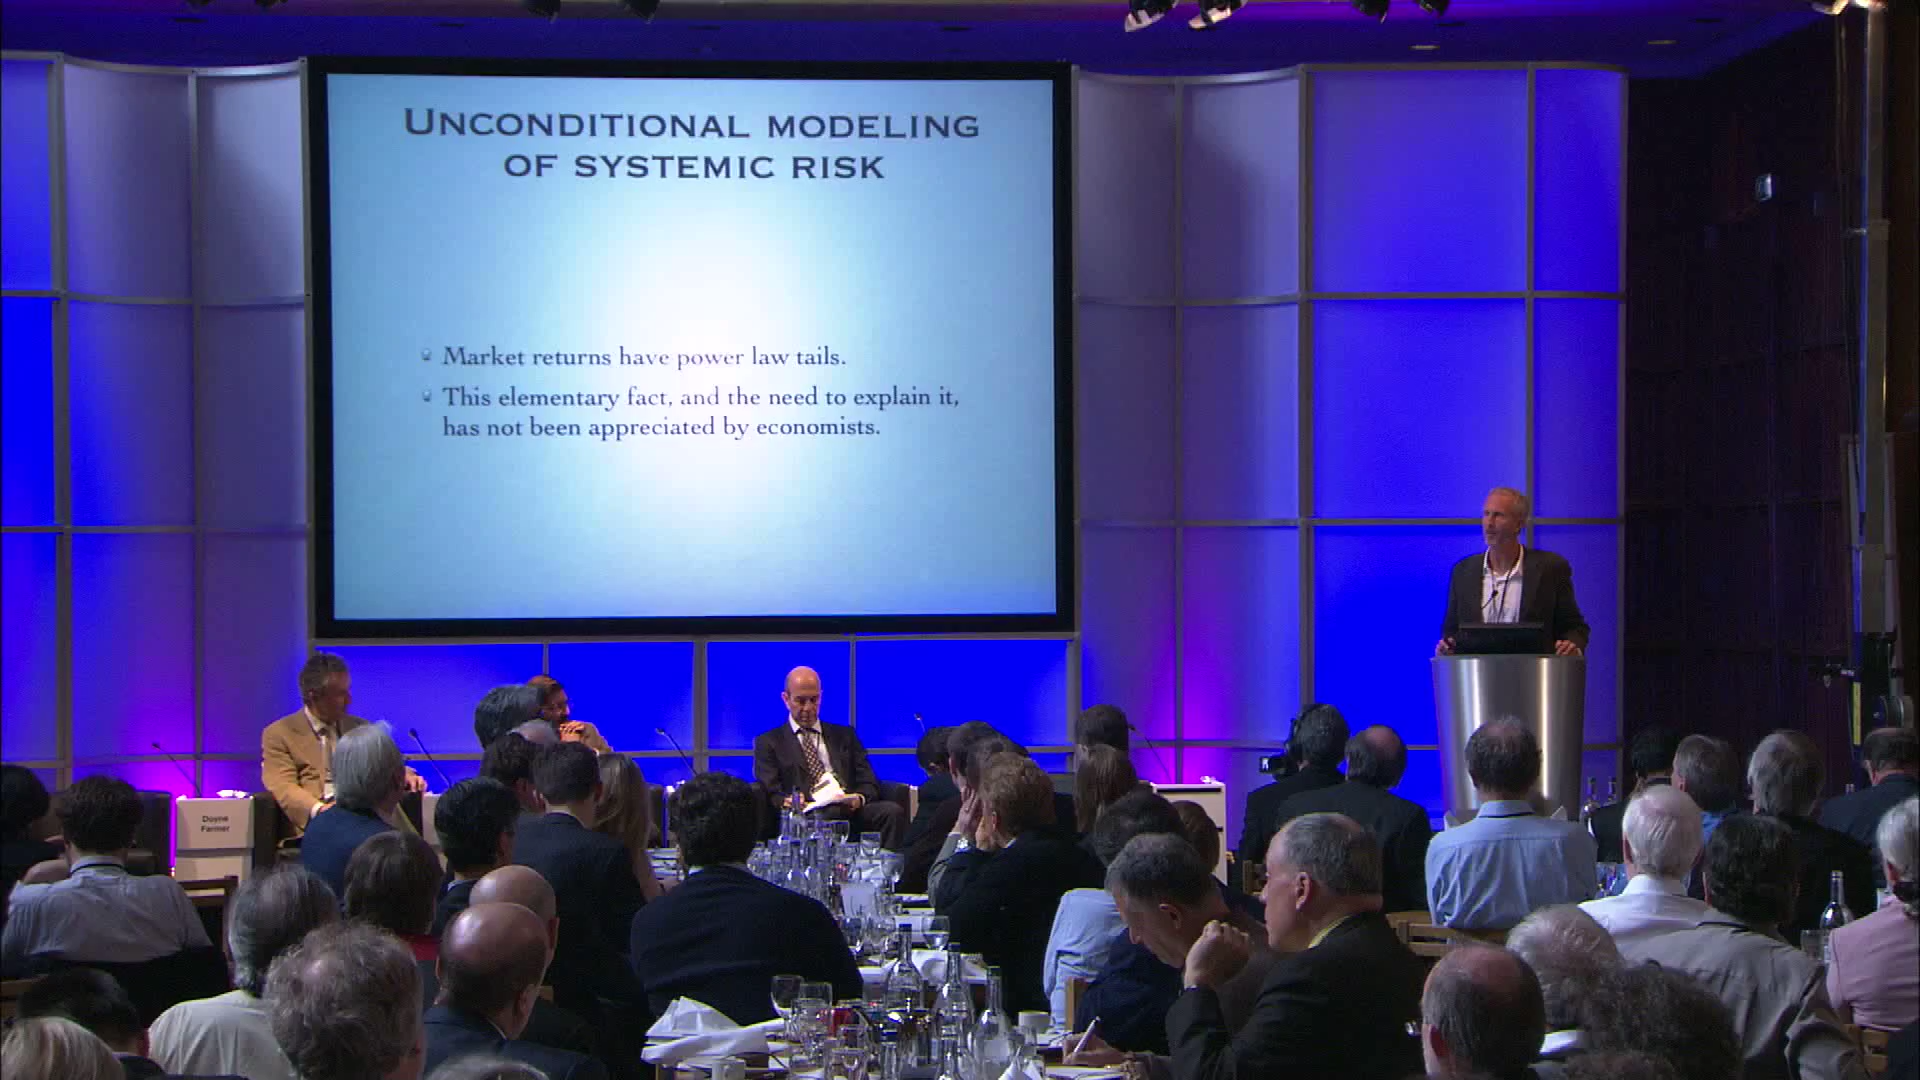 UNCONDITIONAL MODELING
OF SYSTEMIC RISK
Market returns have power law tails.
This elementary fact, and the need to explain it,
has not been appreciated by economists.
Doyne
Farmer